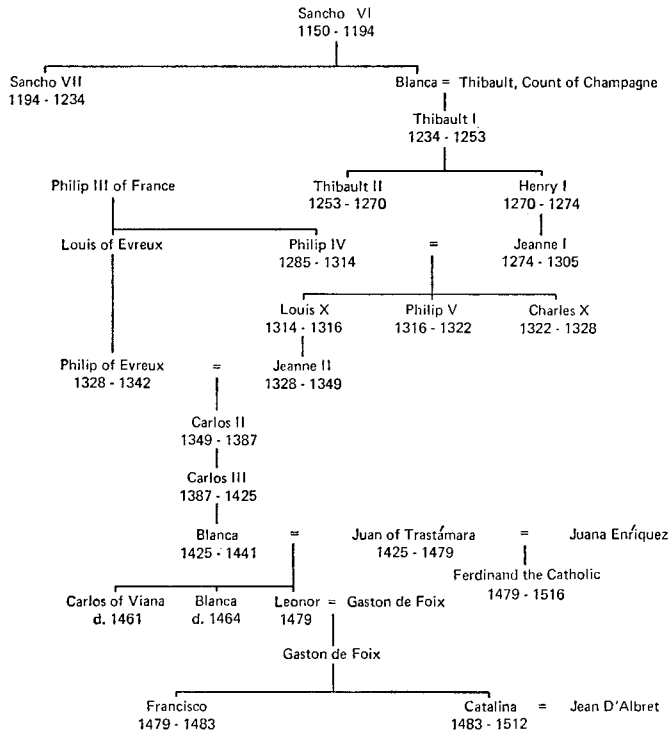 Sancho VI
1150 - 1194
Sancho VII
1194 - 1234
Blanca = Thibault, Count of Champagne
Thibault I
1234 - 1253
Philip III of France
Thibault II
1253 - 1270
Henry I
1270 - 1274
Louis of Evreux
Philip IV
1285 - 1314
=
Jeanne I
1274 - 1305
Louis X
1314 - 1316
Philip V
1316 - 1322
Charles X
1322 - 1328
Philip of Evreux
1328 - 1342
=
Jeanne II
1328 - 1349
Carlos II
1349 - 1387
Carlos III
1387 - 1425
Blanca
1425 - 1441
=
Juan of Trastámara
1425 - 1479
=
Juana Enŕiquez
Ferdinand the Catholic
1479 - 1516
Carlos of Viana
d. 1461
Blanca
d. 1464
Leonor = Gaston de Foix
1479
Gaston de Foix
Francisco
1479 - 1483
Catalina = Jean D'Albret
1483 - 1512